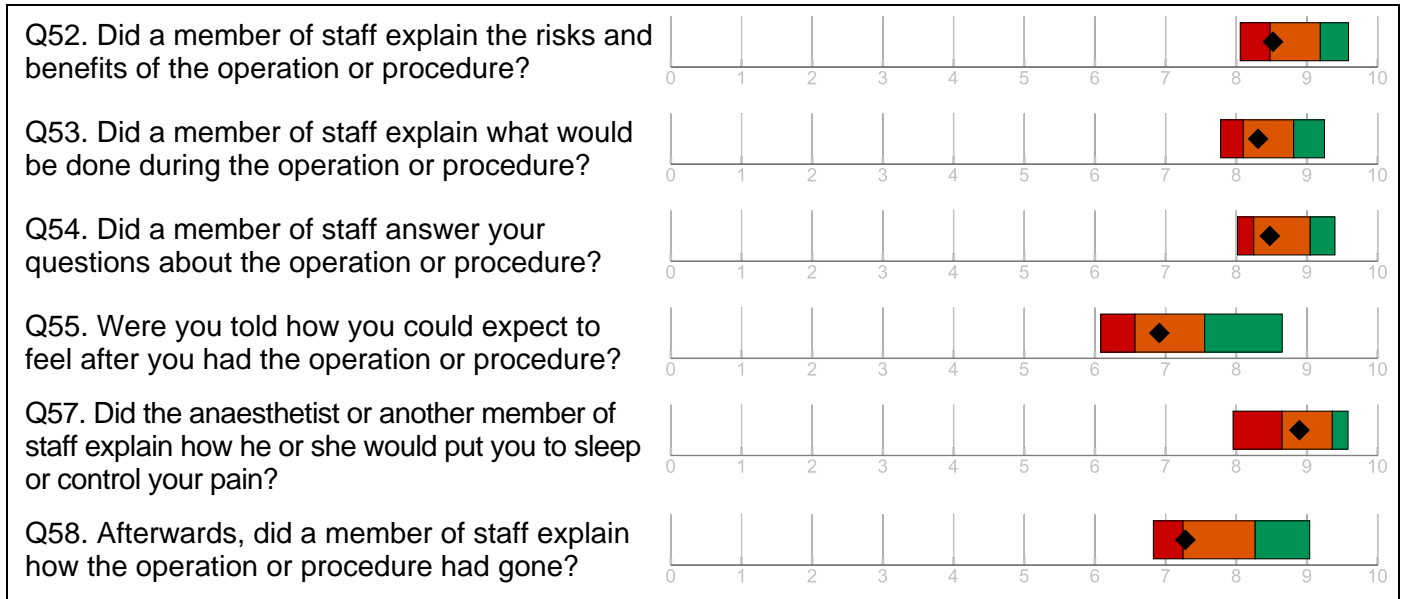 Q52. Did a member of staff explain the risks and
benefits of the operation or procedure?
0 1 2 3 4 5 6 7 8 9 10
Q53. Did a member of staff explain what would
be done during the operation or procedure?
0 1 2 3 4 5 6 7 8 9 10
Q54. Did a member of staff answer your
questions about the operation or procedure?
0 1 2 3 4 5 6 7 8 9 10
Q55. Were you told how you could expect to
feel after you had the operation or procedure?
0 1 2 3 4 5 6 7 8 9 10
Q57. Did the anaesthetist or another member of
staff explain how he or she would put you to sleep
or control your pain?
0 1 2 3 4 5 6 7 8 9 10
Q58. Afterwards, did a member of staff explain
how the operation or procedure had gone?
0 1 2 3 4 5 6 7 8 9 10